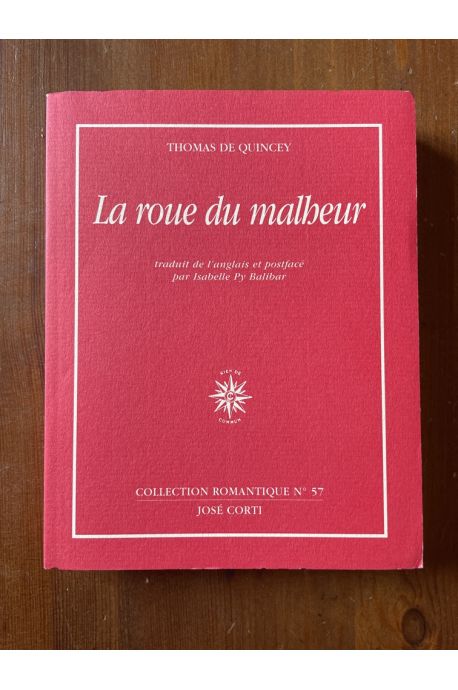 THOMAS DE QUINCEY
La roue du malheur
traduit de l'anglais et postfacé
par Isabelle Py Balibar
RIEN DE
C
COMMUN
COLLECTION ROMANTIQUE N° 57
JOSÉ CORTI